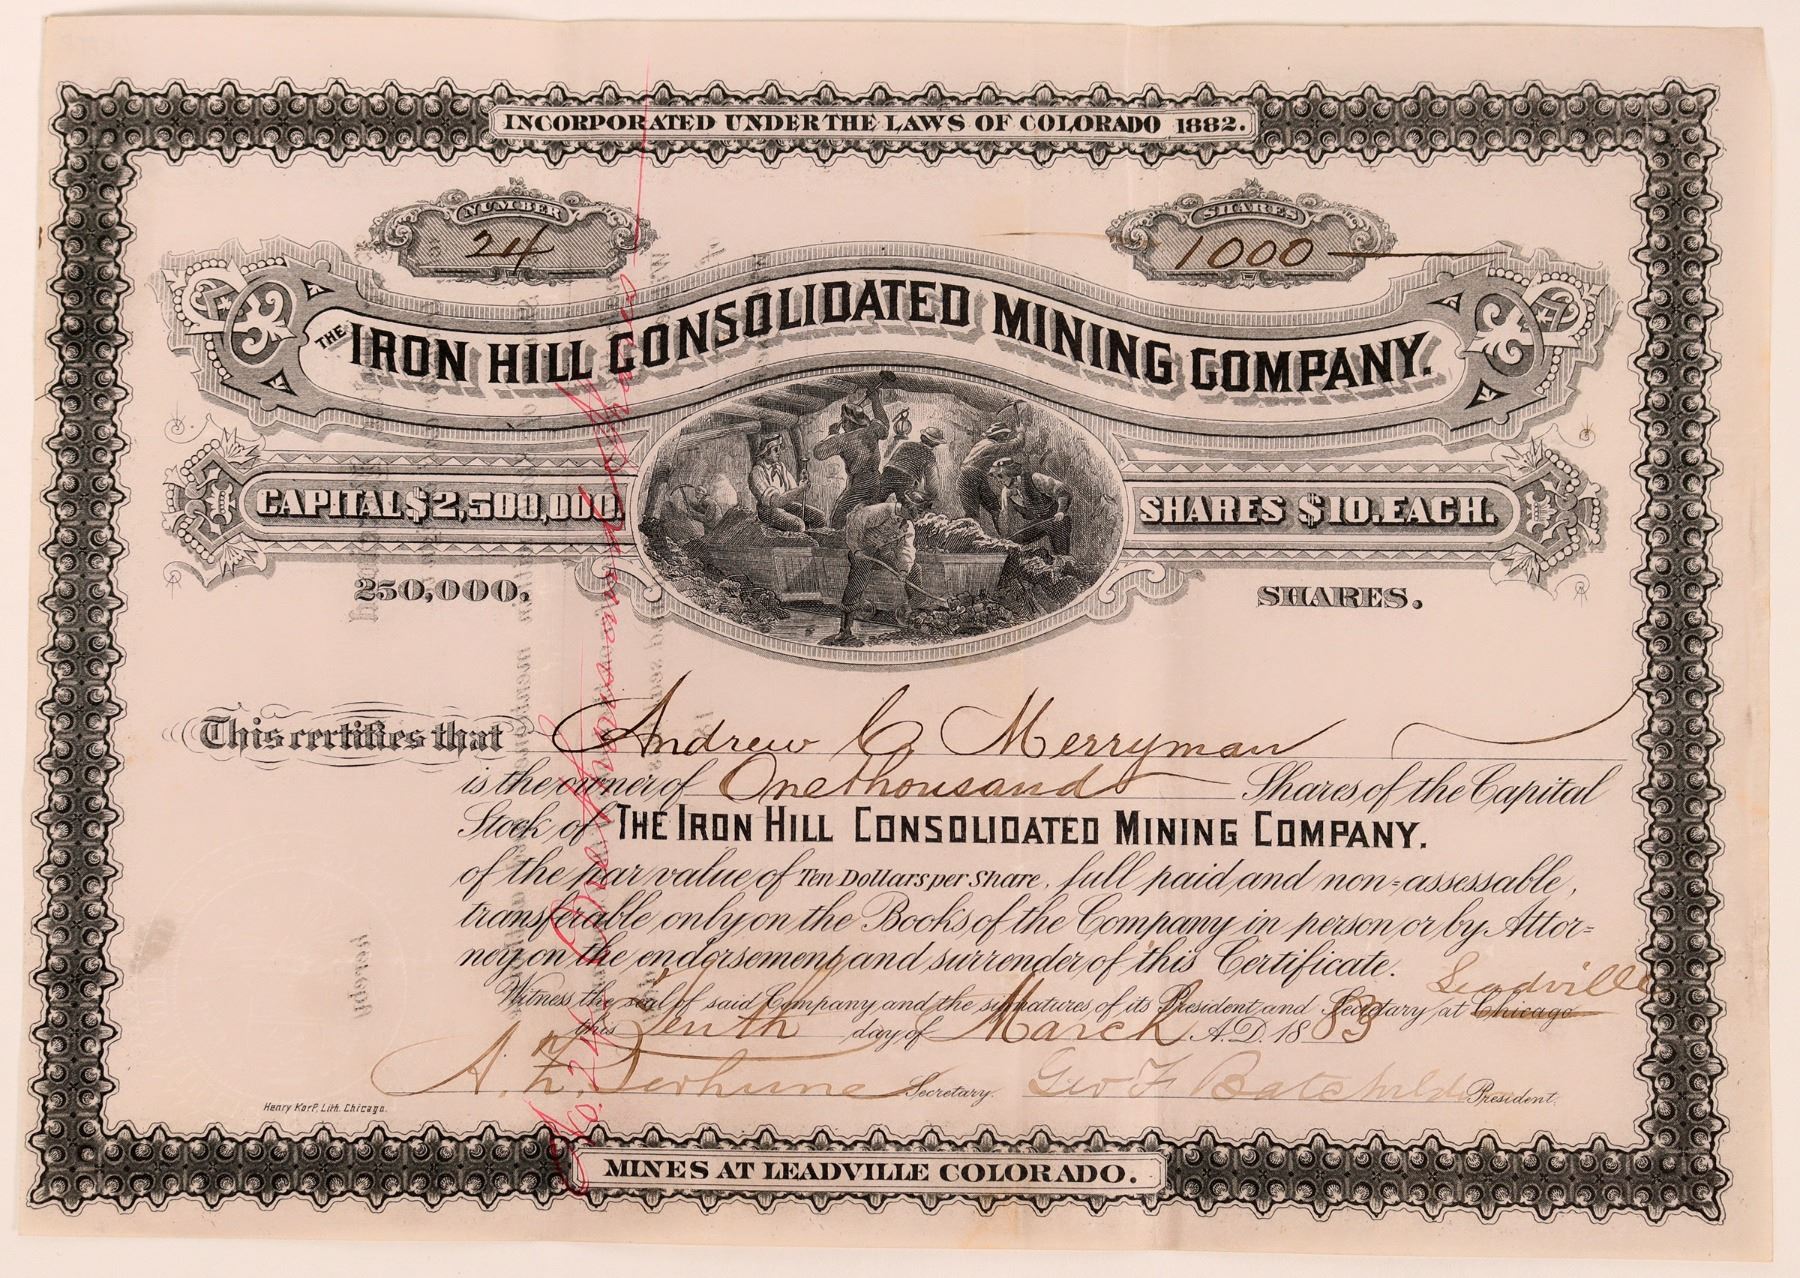 INCORPORATED UNDER THE LAWS OF COLORADO 1882.
NUMBER
24
SHARES
1000
THE IRON HILL CONSOLIDATED MINING COMPANY.
CAPITAL $2,500,000.
SHARES $10. EACH.
250,000.
SHARES.
This certifies that Andrew C. Merryman
is the owner of One thousand Shares of the Capital
Stock of THE IRON HILL CONSOLIDATED MINING COMPANY.
of the par value of Ten Dollars per Share, full paid and non=assessable,
transferable only on the Books of the Company in person or by Attor=
ney on the endorsement and surrender of this Certificate.
Leadville
Witness the seal of said Company and the signatures of its President and Secretary at Chicago
this Tenth day of March A.D. 1883
A. Terhune Secretary. Geo F Batchelder President.
Henry Korf, Lith. Chicago.
MINES AT LEADVILLE COLORADO.